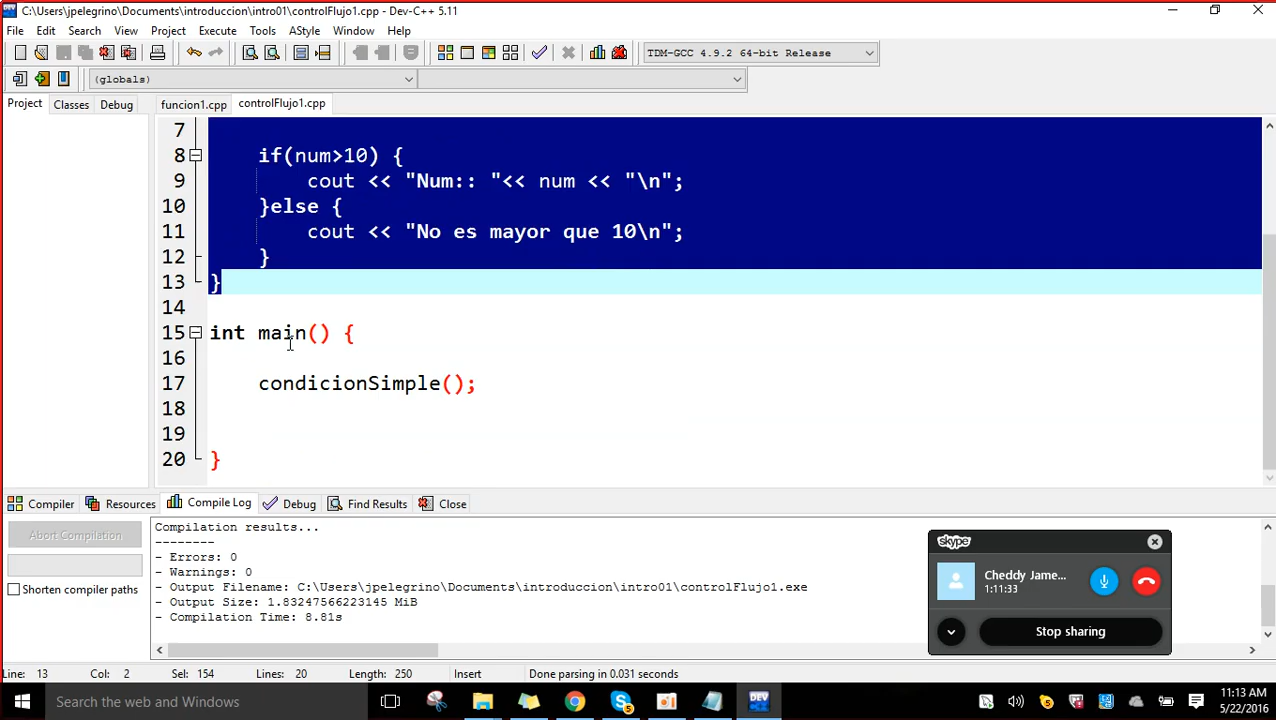 C:\Users\jpelegrino\Documents\introduccion\intro01\controlFlujo1.cpp - Dev-C++ 5.11
File Edit Search View Project Execute Tools AStyle Window Help
TDM-GCC 4.9.2 64-bit Release
(globals)
Project Classes Debug
funcion1.cpp controlFlujo1.cpp
7
8 if(num>10) {
9 cout << "Num:: "<< num << "\n";
10 }else {
11 cout << "No es mayor que 10\n";
12 }
13 }
14
15 int main() {
16
17 condicionSimple();
18
19
20 }
Compiler Resources Compile Log Debug Find Results Close
Abort Compilation
Shorten compiler paths
Compilation results...
--------
- Errors: 0
- Warnings: 0
- Output Filename: C:\Users\jpelegrino\Documents\introduccion\intro01\controlFlujo1.exe
- Output Size: 1.83247566223145 MiB
- Compilation Time: 8.81s
skype
Cheddy Jame...
1:11:33
Stop sharing
Line: 13 Col: 2 Sel: 154 Lines: 20 Length: 250 Insert Done parsing in 0.031 seconds
Search the web and Windows
DEV
11:13 AM
5/22/2016